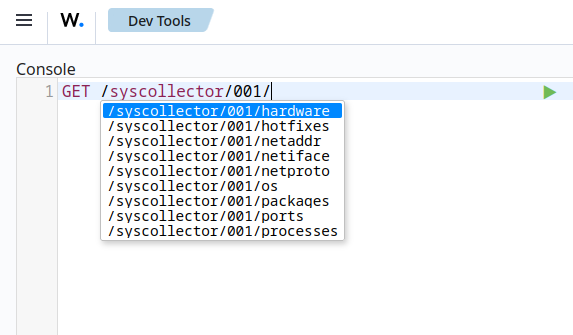 W. Dev Tools
Console
1 GET /syscollector/001/
/syscollector/001/hardware
/syscollector/001/hotfixes
/syscollector/001/netaddr
/syscollector/001/netiface
/syscollector/001/netproto
/syscollector/001/os
/syscollector/001/packages
/syscollector/001/ports
/syscollector/001/processes